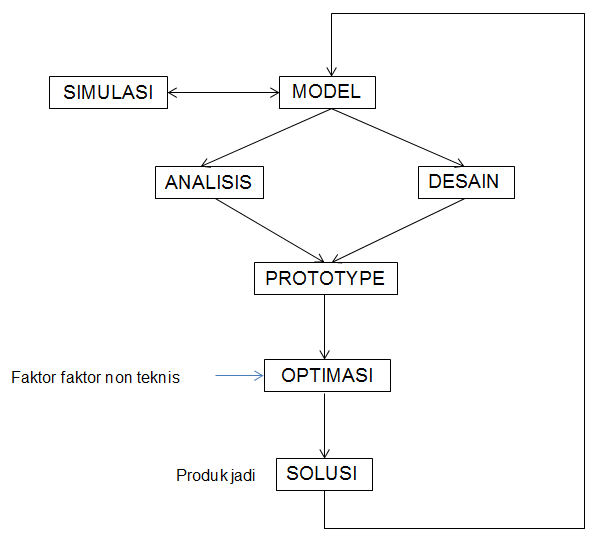 SIMULASI
MODEL
ANALISIS
DESAIN
PROTOTYPE
Faktor faktor non teknis
OPTIMASI
Produk jadi
SOLUSI